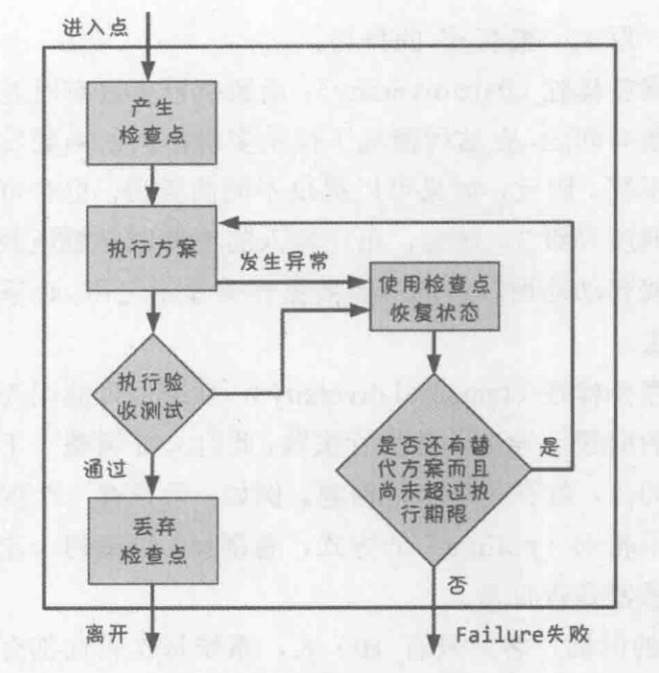 进入点
产生
检查点
执行方案
发生异常
使用检查点
恢复状态
执行验
收测试
是否还有替
代方案而且
尚未超过执
行期限
是
通过
丢弃
检查点
否
离开
Failure失败